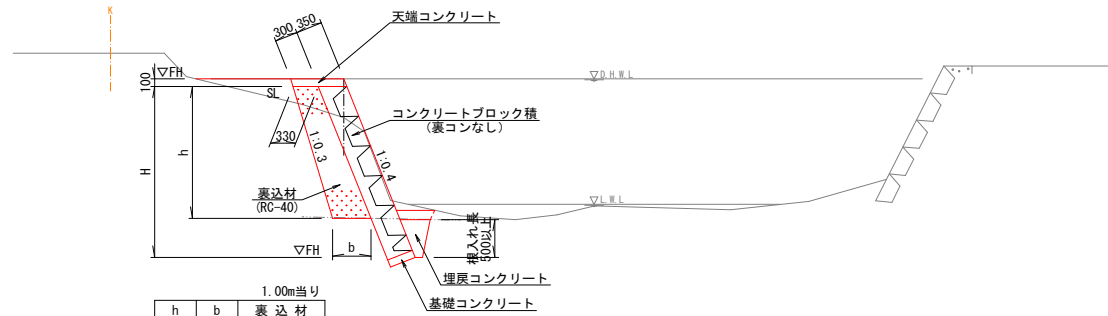 K
300 350
天端コンクリート
▽FH
100
▽D.H.W.L
SL
コンクリートブロック積
(裏コンなし)
330
1:0.3
1:0.4
h
H
裏込材
(RC-40)
▽L.W.L
▽FH
b
根入れ長
500以上
埋戻コンクリート
基礎コンクリート
1.00m当り
h b 裏込材